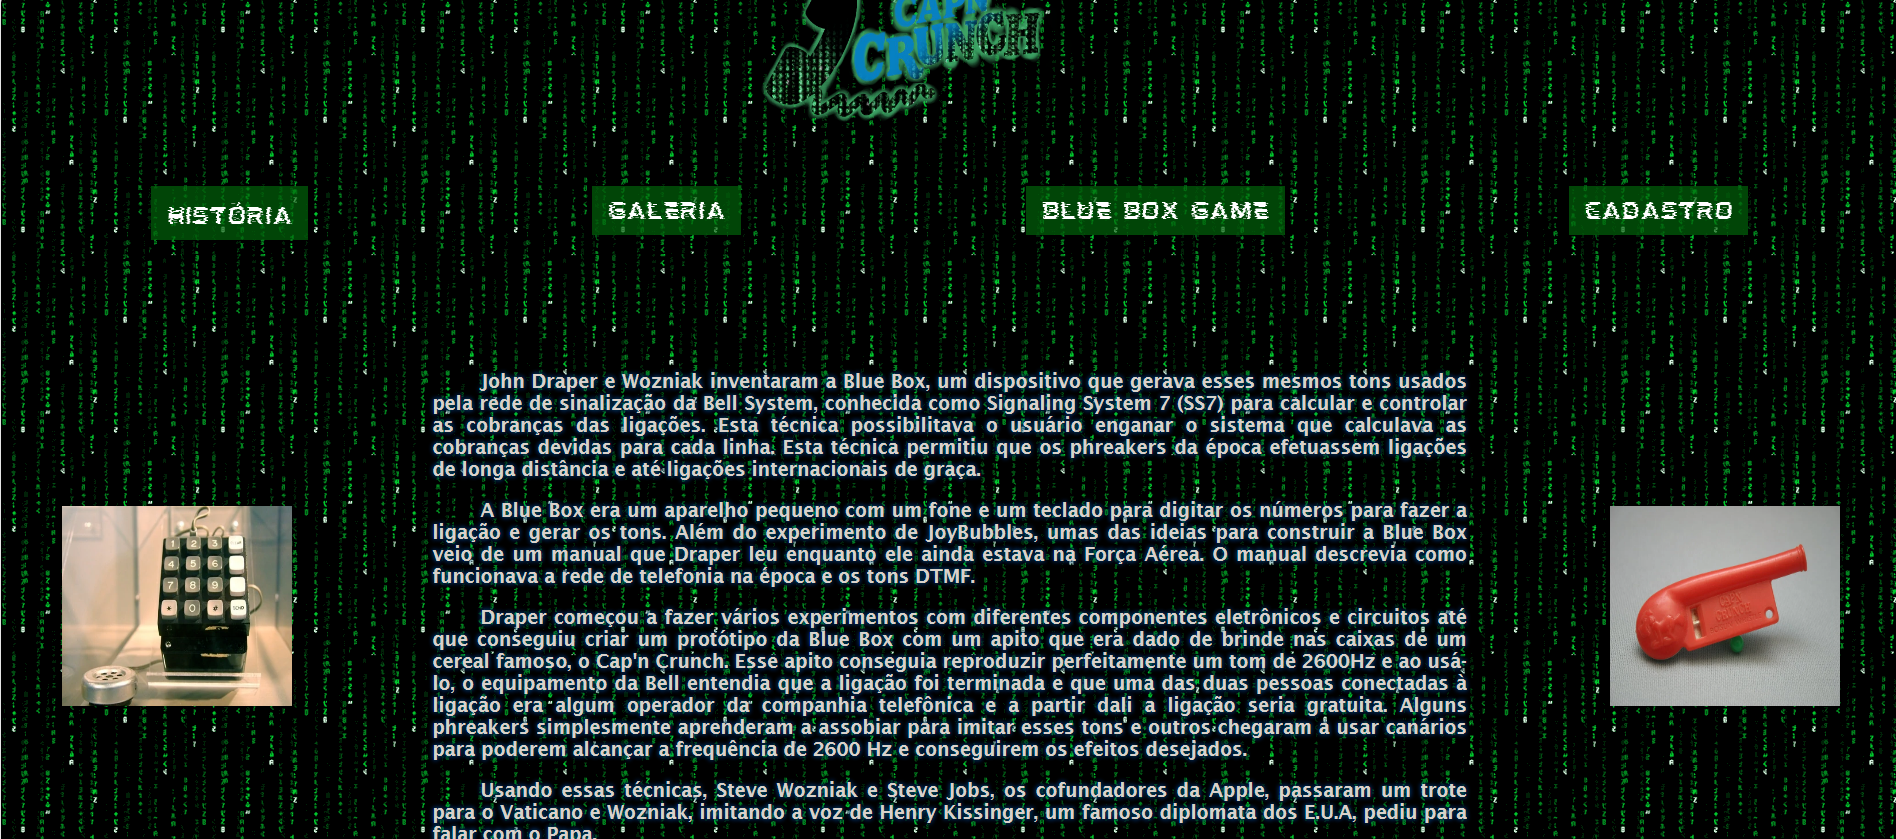 CAP'N
CRUNCH
HISTÓRIA
GALERIA
BLUE BOX GAME
CADASTRO
John Draper e Wozniak inventaram a Blue Box, um dispositivo que gerava esses mesmos tons usados
pela rede de sinalização da Bell System, conhecida como Signaling System 7 (SS7) para calcular e controlar
as cobranças das ligações. Esta técnica possibilitava o usuário enganar o sistema que calculava as
cobranças devidas para cada linha. Esta técnica permitiu que os phreakers da época efetuassem ligações
de longa distância e até ligações internacionais de graça.
A Blue Box era um aparelho pequeno com um fone e um teclado para digitar os números para fazer a
ligação e gerar os tons. Além do experimento de JoyBubbles, umas das ideias para construir a Blue Box
veio de um manual que Draper leu enquanto ele ainda estava na Força Aérea. O manual descrevia como
funcionava a rede de telefonia na época e os tons DTMF.
1 2 3
4 5 6
7 8 9
* 0 #
Draper começou a fazer vários experimentos com diferentes componentes eletrônicos e circuitos até
que conseguiu criar um protótipo da Blue Box com um apito que era dado de brinde nas caixas de um
cereal famoso, o Cap'n Crunch. Esse apito conseguia reproduzir perfeitamente um tom de 2600Hz e ao usá-
lo, o equipamento da Bell entendia que a ligação foi terminada e que uma das duas pessoas conectadas à
ligação era algum operador da companhia telefônica e a partir dali a ligação seria gratuita. Alguns
phreakers simplesmente aprenderam a assobiar para imitar esses tons e outros chegaram a usar canários
para poderem alcançar a frequência de 2600 Hz e conseguirem os efeitos desejados.
Usando essas técnicas, Steve Wozniak e Steve Jobs, os cofundadores da Apple, passaram um trote
para o Vaticano e Wozniak, imitando a voz de Henry Kissinger, um famoso diplomata dos E.U.A, pediu para
falar com o Papa.